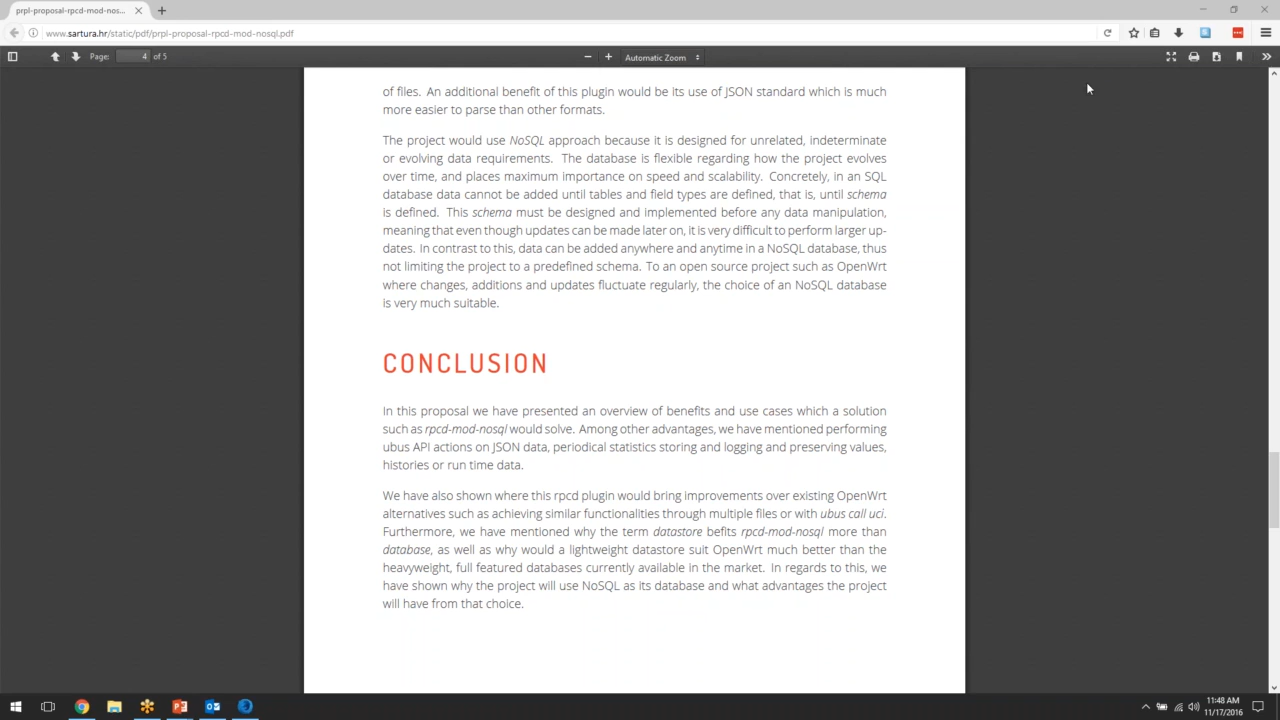 prpl-proposal-rpcd-mod-nos...
www.sartura.hr/static/pdf/prpl-proposal-rpcd-mod-nosql.pdf
Page: 4 of 5
Automatic Zoom
of files. An additional benefit of this plugin would be its use of JSON standard which is much
more easier to parse than other formats.
The project would use NoSQL approach because it is designed for unrelated, indeterminate
or evolving data requirements. The database is flexible regarding how the project evolves
over time, and places maximum importance on speed and scalability. Concretely, in an SQL
database data cannot be added until tables and field types are defined, that is, until schema
is defined. This schema must be designed and implemented before any data manipulation,
meaning that even though updates can be made later on, it is very difficult to perform larger up-
dates. In contrast to this, data can be added anywhere and anytime in a NoSQL database, thus
not limiting the project to a predefined schema. To an open source project such as OpenWrt
where changes, additions and updates fluctuate regularly, the choice of an NoSQL database
is very much suitable.
CONCLUSION
In this proposal we have presented an overview of benefits and use cases which a solution
such as rpcd-mod-nosql would solve. Among other advantages, we have mentioned performing
ubus API actions on JSON data, periodical statistics storing and logging and preserving values,
histories or run time data.
We have also shown where this rpcd plugin would bring improvements over existing OpenWrt
alternatives such as achieving similar functionalities through multiple files or with ubus call uci.
Furthermore, we have mentioned why the term datastore befits rpcd-mod-nosql more than
database, as well as why would a lightweight datastore suit OpenWrt much better than the
heavyweight, full featured databases currently available in the market. In regards to this, we
have shown why the project will use NoSQL as its database and what advantages the project
will have from that choice.
11:48 AM
11/17/2016